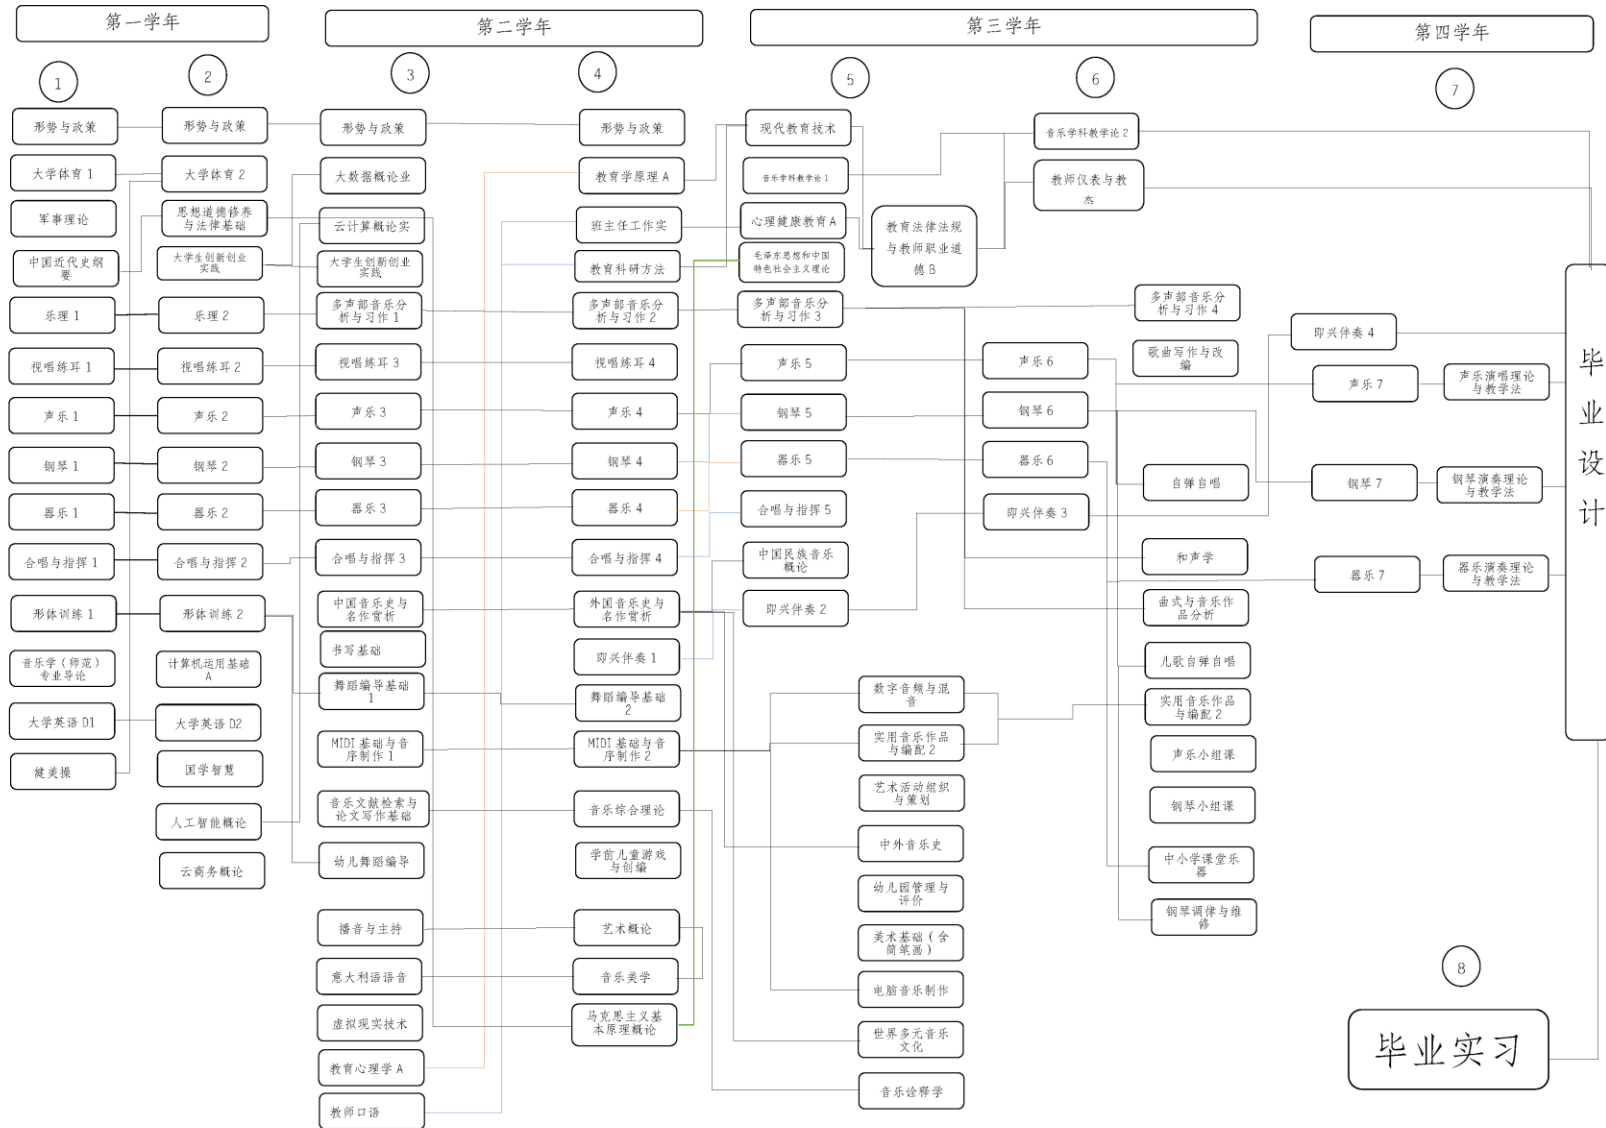 第一学年
第二学年
第三学年
第四学年
1
2
3
4
5
6
7
形势与政策
大学体育 1
军事理论
中国近代史纲
要
乐理 1
视唱练耳 1
声乐 1
钢琴 1
器乐 1
合唱与指挥 1
形体训练 1
音乐学（师范）
专业导论
大学英语 D1
健美操
形势与政策
大学体育 2
思想道德修养
与法律基础
大学生创新创业
实践
乐理 2
视唱练耳 2
声乐 2
钢琴 2
器乐 2
合唱与指挥 2
形体训练 2
计算机运用基础
A
大学英语 D2
国学智慧
人工智能概论
云商务概论
形势与政策
大数据概论业
云计算概论实
大学生创新创业
实践
多声部音乐分
析与习作 1
视唱练耳 3
声乐 3
钢琴 3
器乐 3
合唱与指挥 3
中国音乐史与
名作赏析
书写基础
舞蹈编导基础
1
MIDI 基础与音
序制作 1
音乐文献检索与
论文写作基础
幼儿舞蹈编导
播音与主持
意大利语语音
虚拟现实技术
教育心理学 A
教师口语
形势与政策
教育学原理 A
班主任工作实
教育科研方法
多声部音乐分
析与习作 2
视唱练耳 4
声乐 4
钢琴 4
器乐 4
合唱与指挥 4
外国音乐史与
名作赏析
即兴伴奏 1
舞蹈编导基础
2
MIDI 基础与音
序制作 2
音乐综合理论
学前儿童游戏
与创编
艺术概论
音乐美学
马克思主义基
本原理概论
现代教育技术
音乐学科教学论 1
心理健康教育 A
毛泽东思想和中国
特色社会主义理论
多声部音乐分
析与习作 3
声乐 5
钢琴 5
器乐 5
合唱与指挥 5
中国民族音乐
概论
即兴伴奏 2
教育法律法规
与教师职业道
德 B
数字音频与混
音
实用音乐作品
与编配 2
艺术活动组织
与策划
中外音乐史
幼儿园管理与
评价
美术基础（含
简笔画）
电脑音乐制作
世界多元音乐
文化
音乐诠释学
音乐学科教学论 2
教师仪表与教
态
多声部音乐分
析与习作 4
声乐 6
歌曲写作与改
编
钢琴 6
器乐 6
自弹自唱
即兴伴奏 3
和声学
曲式与音乐作
品分析
儿歌自弹自唱
实用音乐作品
与编配 2
声乐小组课
钢琴小组课
中小学课堂乐
器
钢琴调律与维
修
即兴伴奏 4
声乐 7
声乐演唱理论
与教学法
钢琴 7
钢琴演奏理论
与教学法
器乐 7
器乐演奏理论
与教学法
毕
业
设
计
8
毕业实习